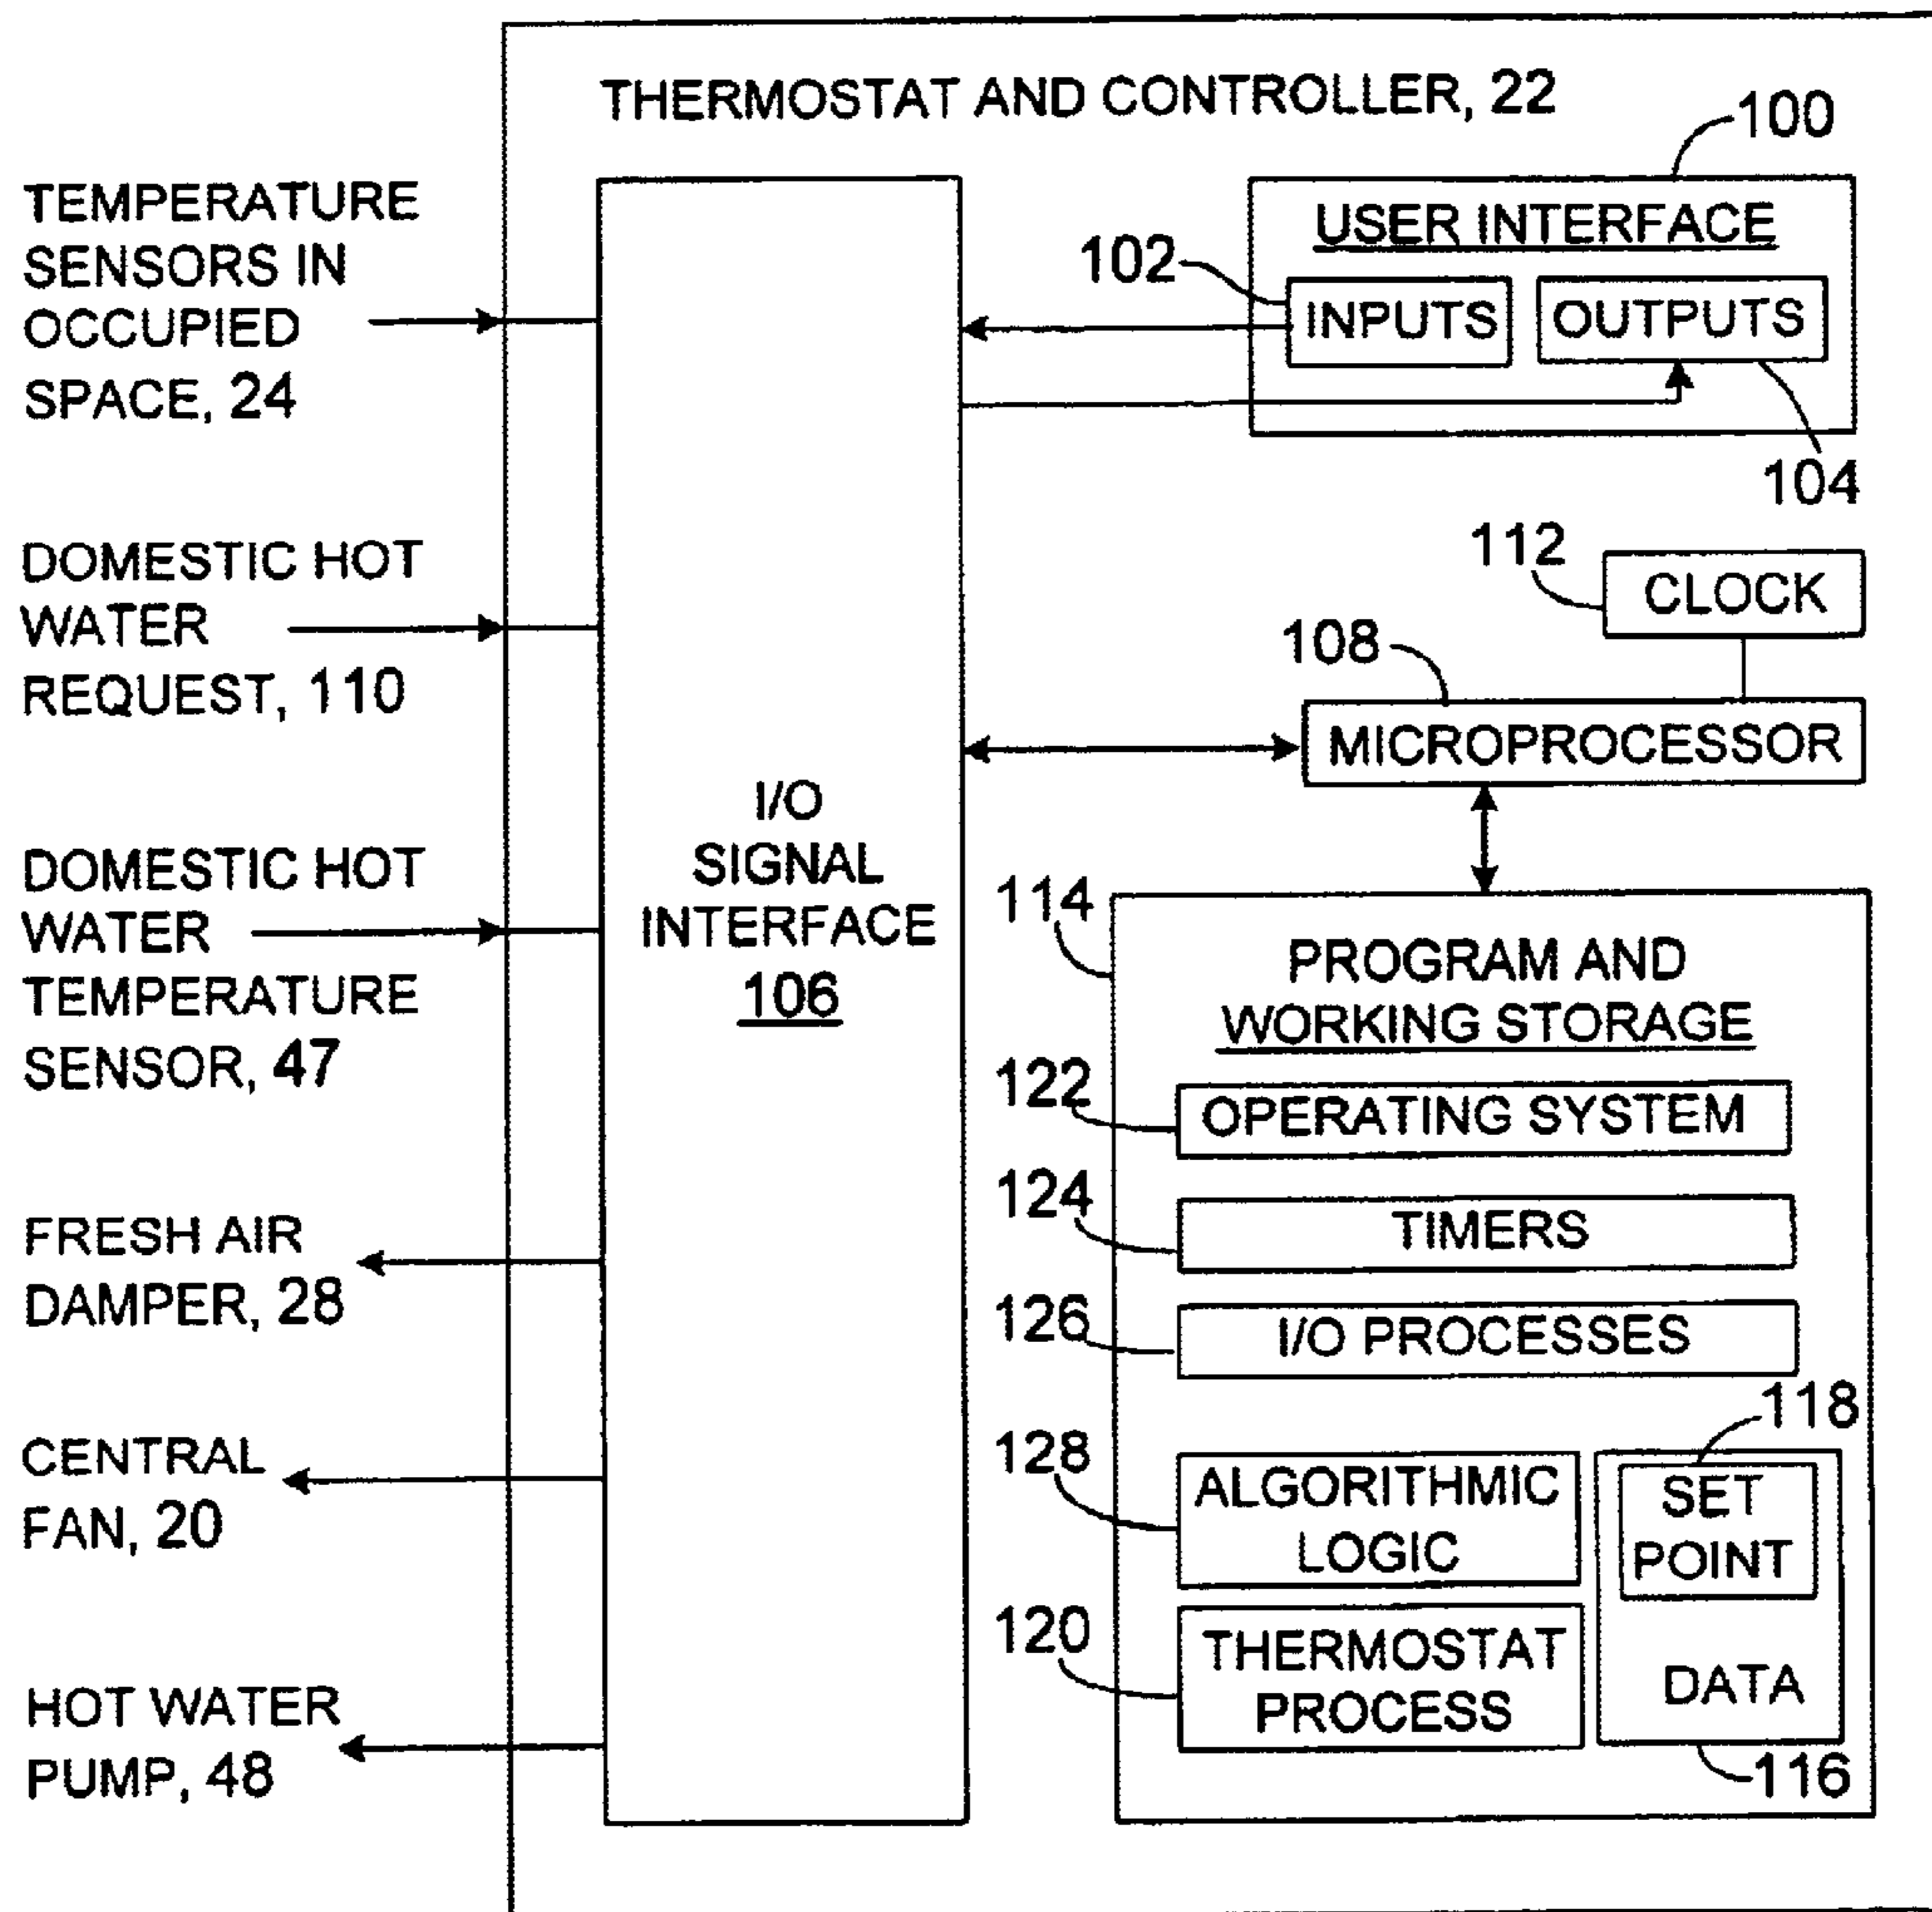 THERMOSTAT AND CONTROLLER, 22
100
TEMPERATURE
SENSORS IN
OCCUPIED
SPACE, 24
USER INTERFACE
102
INPUTS
OUTPUTS
104
DOMESTIC HOT
WATER
REQUEST, 110
112
CLOCK
108
MICROPROCESSOR
I/O
SIGNAL
INTERFACE
106
DOMESTIC HOT
WATER
TEMPERATURE
SENSOR, 47
114
PROGRAM AND
WORKING STORAGE
122
OPERATING SYSTEM
124
TIMERS
126
I/O PROCESSES
FRESH AIR
DAMPER, 28
118
128
ALGORITHMIC
LOGIC
SET
POINT
CENTRAL
FAN, 20
120
THERMOSTAT
PROCESS
DATA
116
HOT WATER
PUMP, 48